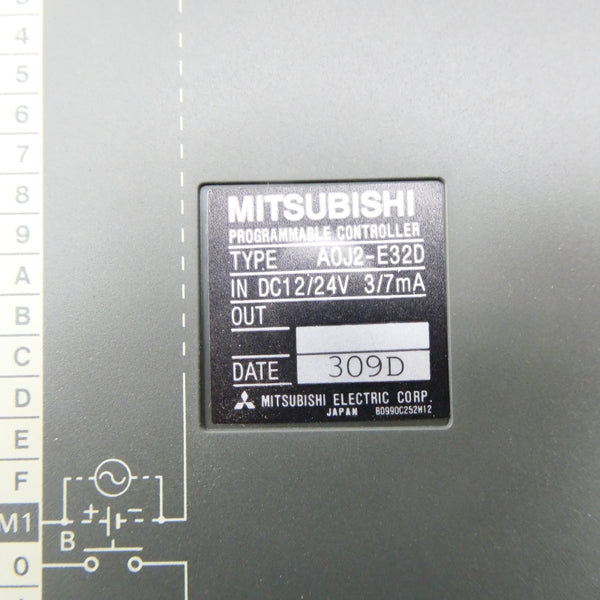 4
5
6
7
8
9
A
B
C
D
E
F
M1
+ −
B
0
MITSUBISHI
PROGRAMMABLE CONTROLLER
TYPE A0J2-E32D
IN DC12/24V 3/7mA
OUT
DATE 309D
MITSUBISHI ELECTRIC CORP.
JAPAN BD990C252H12